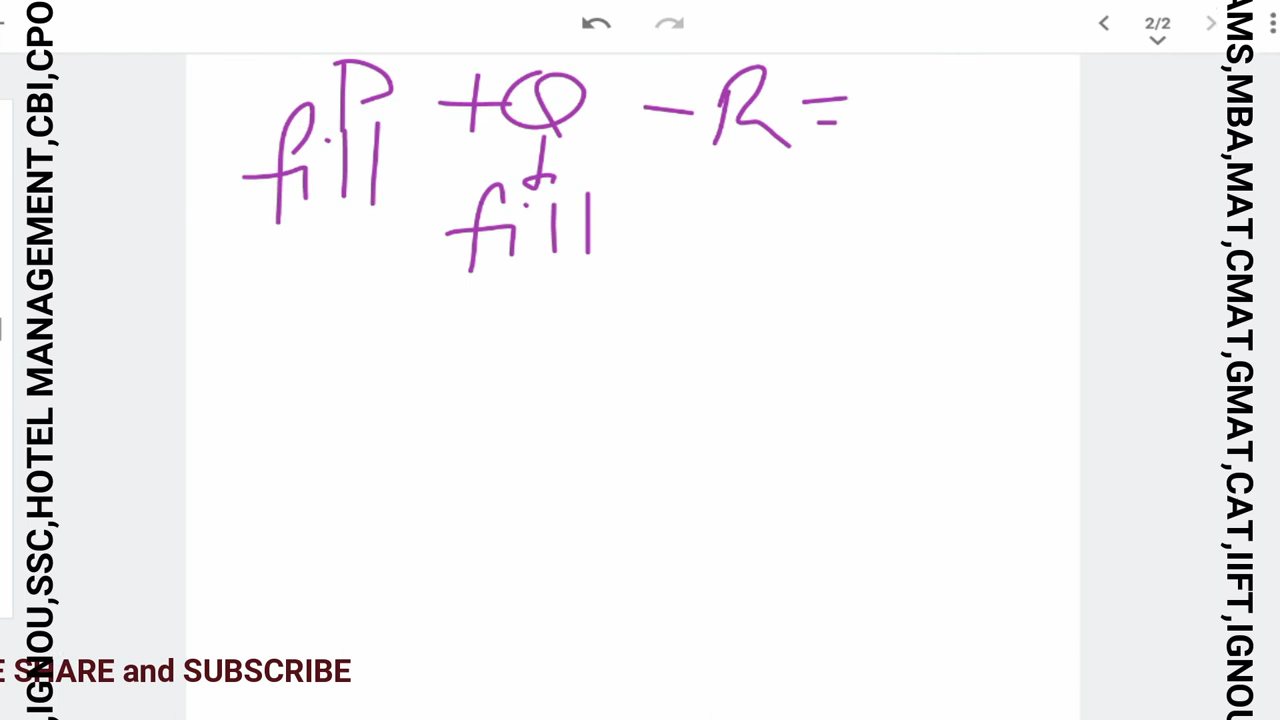 2/2
P + Q - R =
fill
fill
,IGNOU,SSC,HOTEL MANAGEMENT,CBI,CPO
AMS,MBA,MAT,CMAT,GMAT,CAT,IIFT,IGNOU
E SHARE and SUBSCRIBE